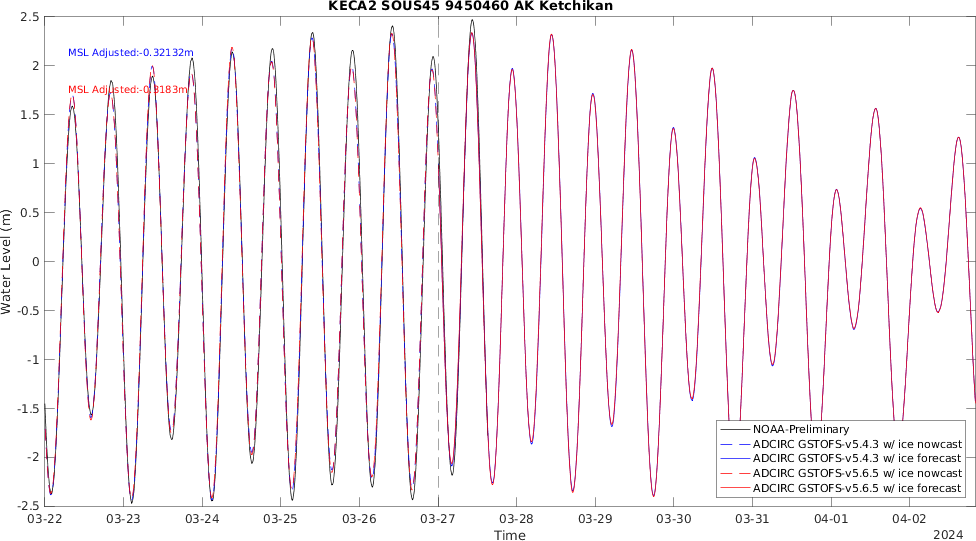 KECA2 SOUS45 9450460 AK Ketchikan
2.5
2
1.5
1
0.5
0
-0.5
-1
-1.5
-2
-2.5
Water Level (m)
MSL Adjusted:-0.32132m
MSL Adjusted:-0.3183m
NOAA-Preliminary
ADCIRC GSTOFS-v5.4.3 w/ ice nowcast
ADCIRC GSTOFS-v5.4.3 w/ ice forecast
ADCIRC GSTOFS-v5.6.5 w/ ice nowcast
ADCIRC GSTOFS-v5.6.5 w/ ice forecast
03-22 03-23 03-24 03-25 03-26 03-27 03-28 03-29 03-30 03-31 04-01 04-02
Time
2024